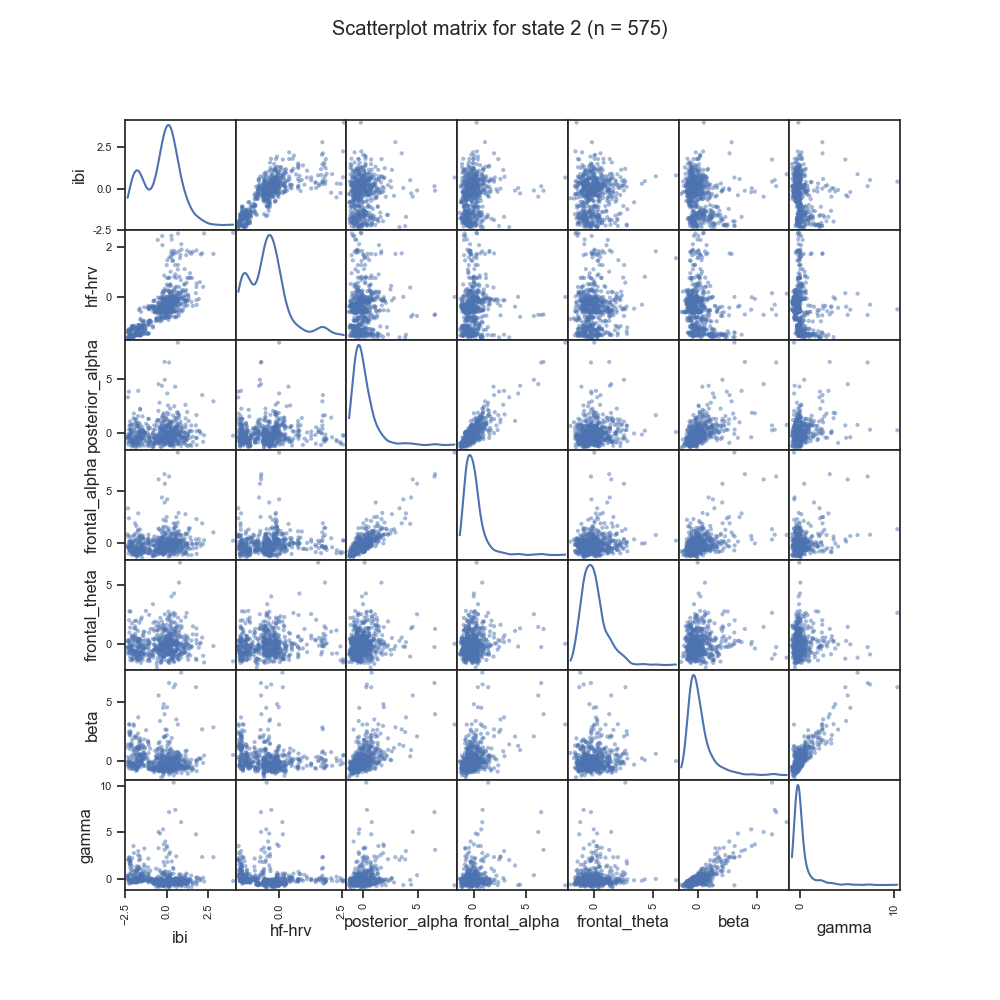 Scatterplot matrix for state 2 (n = 575)
ibi
2.5
0.0
-2.5
hf-hrv
2
0
posterior_alpha
5
0
frontal_alpha
5
0
frontal_theta
5
0
beta
5
0
gamma
10
5
0
-2.5 0.0 2.5 0.0 2.5 0 5 0 5 0 5 0 5 0 10
ibi hf-hrv posterior_alpha frontal_alpha frontal_theta beta gamma